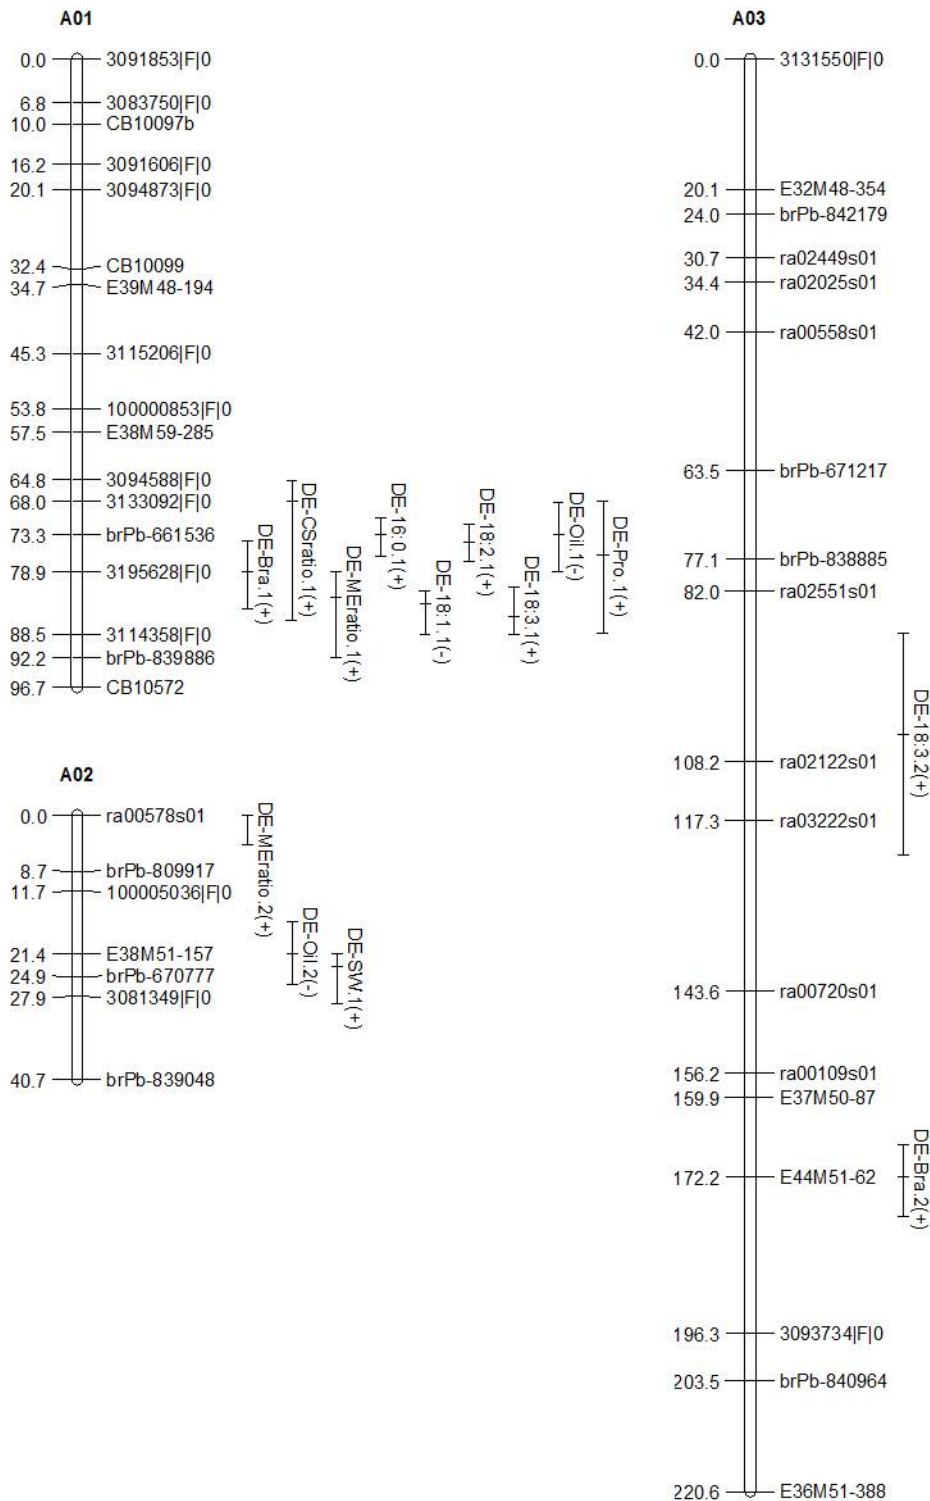 A01
0.0 3091853|F|0
6.8 3083750|F|0
10.0 CB10097b
16.2 3091606|F|0
20.1 3094873|F|0
32.4 CB10099
34.7 E39M48-194
45.3 3115206|F|0
53.8 100000853|F|0
57.5 E38M59-285
64.8 3094588|F|0
68.0 3133092|F|0
73.3 brPb-661536
78.9 3195628|F|0
88.5 3114358|F|0
92.2 brPb-839886
96.7 CB10572
DE-Bra.1(+)
DE-CSratio.1(+)
DE-MEratio.1(+)
DE-16:0.1(+)
DE-18:1.1(-)
DE-18:2.1(+)
DE-18:3.1(+)
DE-Oil.1(-)
DE-Pro.1(+)
A02
0.0 ra00578s01
8.7 brPb-809917
11.7 100005036|F|0
21.4 E38M51-157
24.9 brPb-670777
27.9 3081349|F|0
40.7 brPb-839048
DE-MEratio.2(+)
DE-Oil.2(-)
DE-SW.1(+)
A03
0.0 3131550|F|0
20.1 E32M48-354
24.0 brPb-842179
30.7 ra02449s01
34.4 ra02025s01
42.0 ra00558s01
63.5 brPb-671217
77.1 brPb-838885
82.0 ra02551s01
108.2 ra02122s01
117.3 ra03222s01
143.6 ra00720s01
156.2 ra00109s01
159.9 E37M50-87
172.2 E44M51-62
196.3 3093734|F|0
203.5 brPb-840964
220.6 E36M51-388
DE-18:3.2(+)
DE-Bra.2(+)